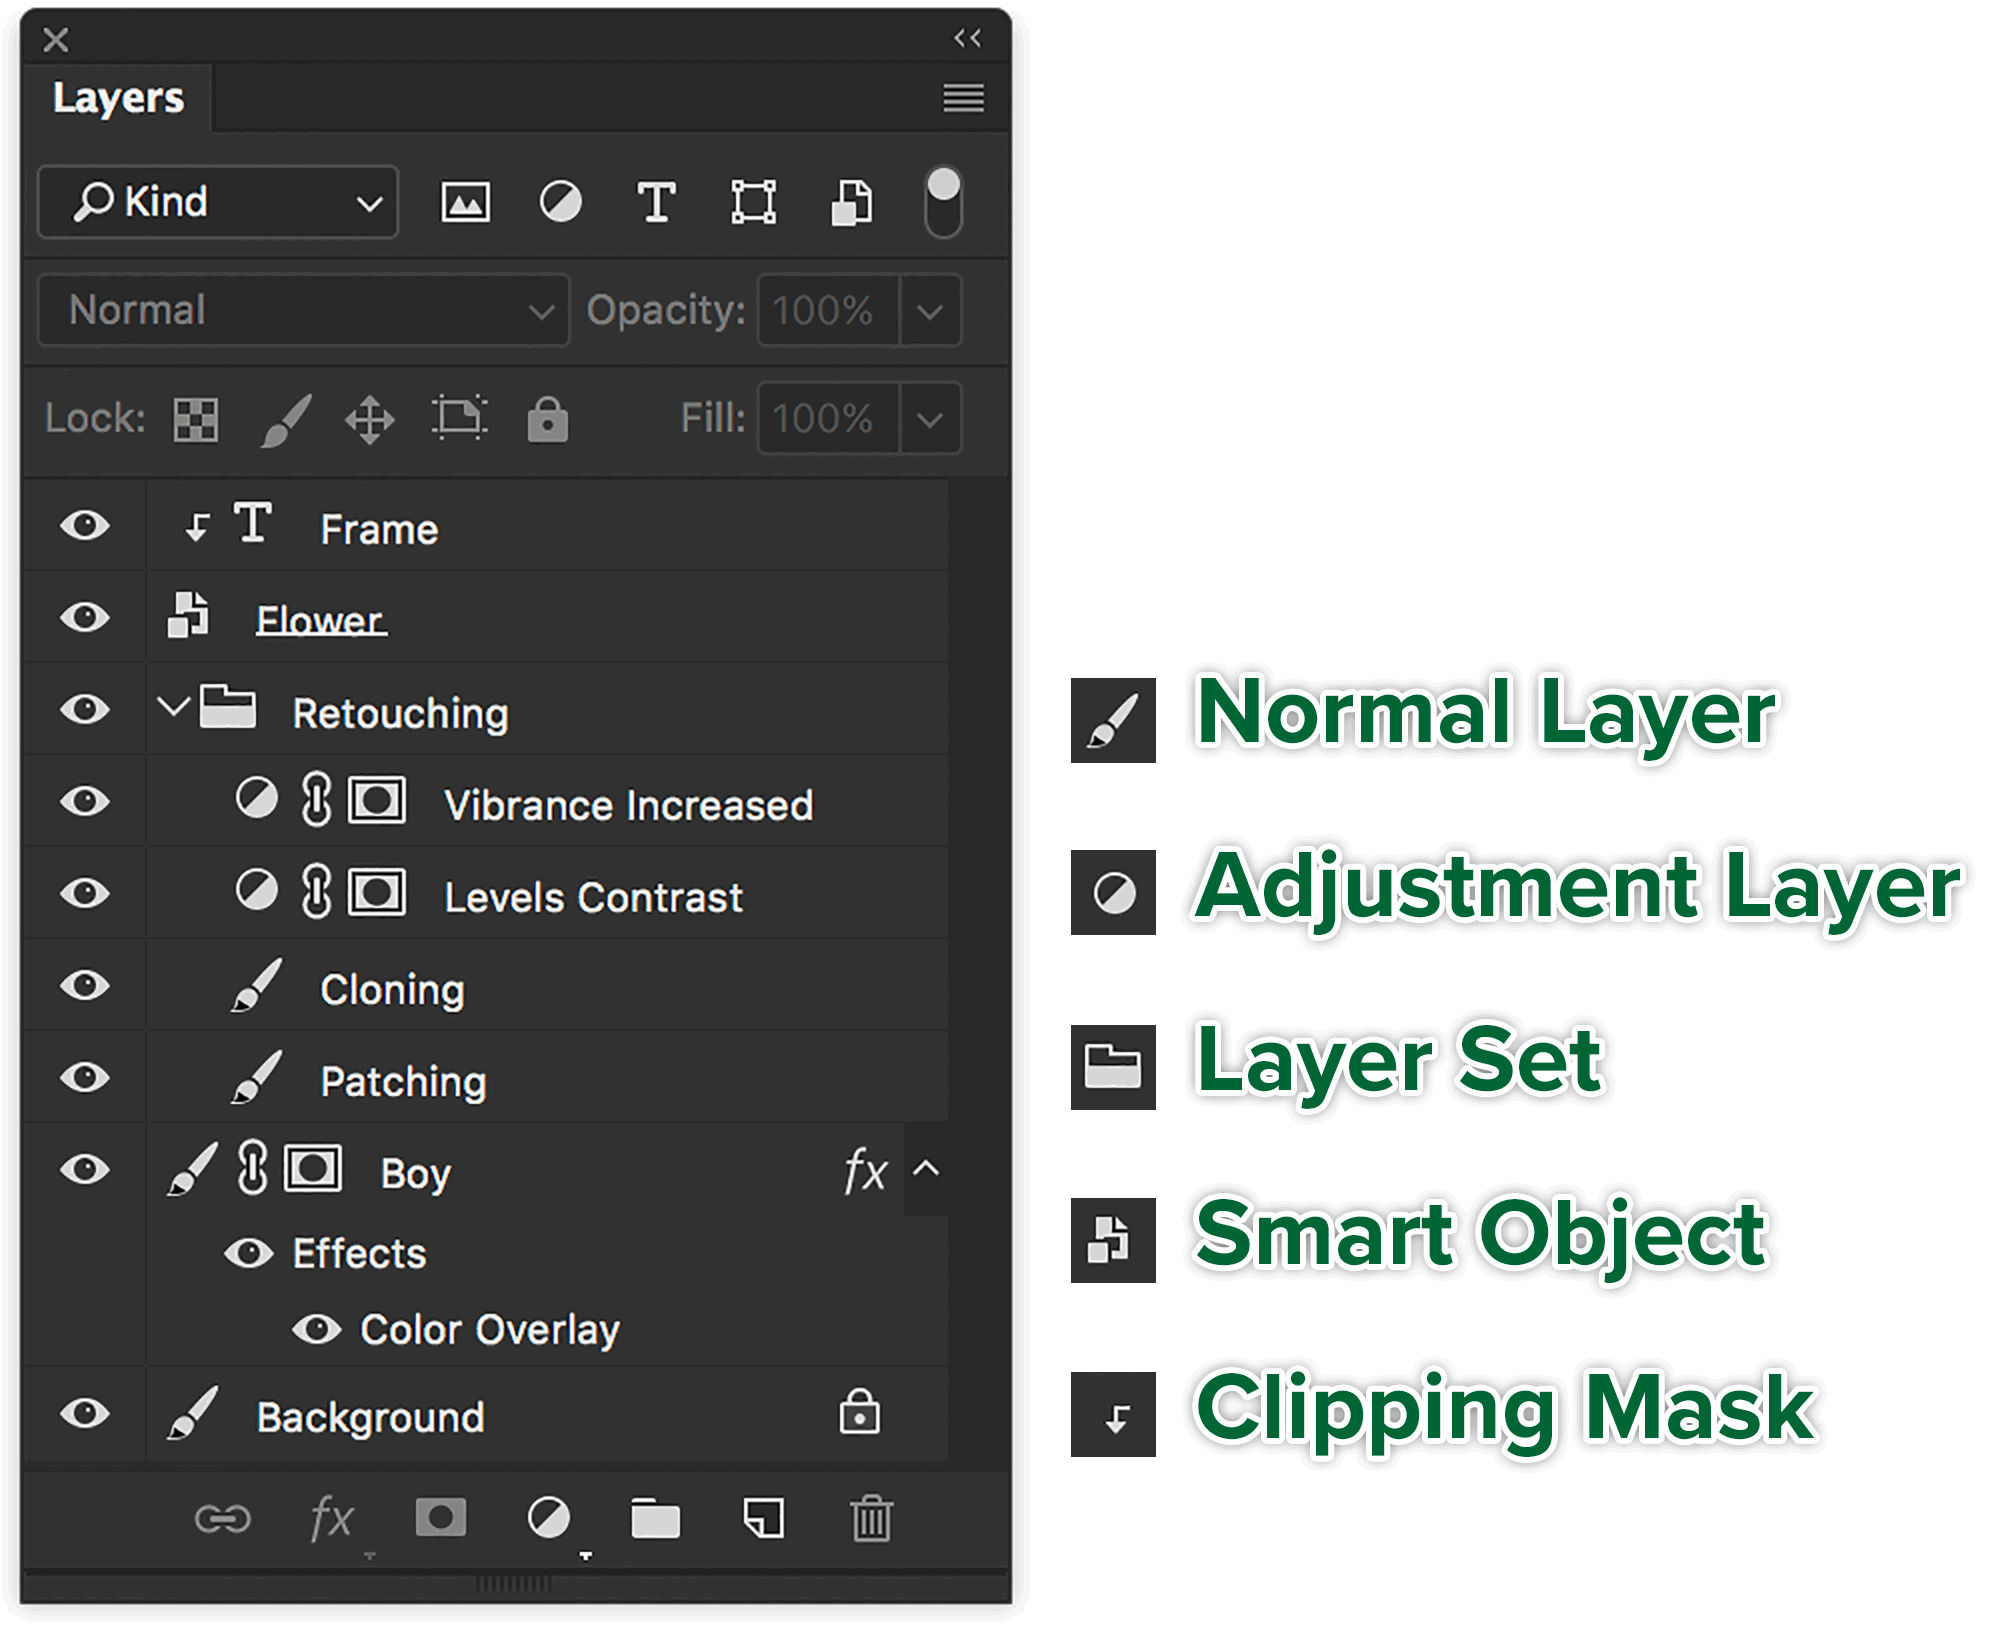 Layers
Kind
Normal Opacity: 100%
Lock: Fill: 100%
T Frame
Flower
Retouching
Vibrance Increased
Levels Contrast
Cloning
Patching
Boy fx
Effects
Color Overlay
Background
fx
Normal Layer
Adjustment Layer
Layer Set
Smart Object
Clipping Mask